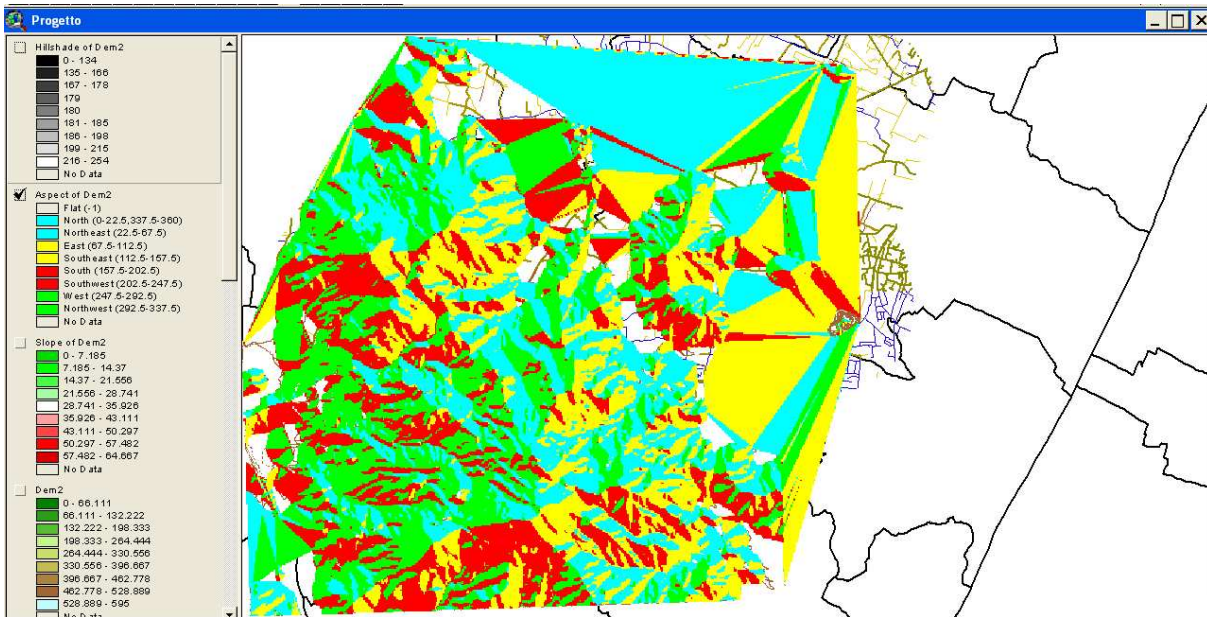 Progetto
Hillshade of Dem2
0 - 134
135 - 166
167 - 178
179
180
181 - 185
186 - 198
199 - 215
216 - 254
No Data
Aspect of Dem2
Flat (-1)
North (0-22.5,337.5-360)
Northeast (22.5-67.5)
East (67.5-112.5)
Southeast (112.5-157.5)
South (157.5-202.5)
Southwest (202.5-247.5)
West (247.5-292.5)
Northwest (292.5-337.5)
No Data
Slope of Dem2
0 - 7.185
7.185 - 14.37
14.37 - 21.556
21.556 - 28.741
28.741 - 35.926
35.926 - 43.111
43.111 - 50.297
50.297 - 57.482
57.482 - 64.667
No Data
Dem2
0 - 66.111
66.111 - 132.222
132.222 - 198.333
198.333 - 264.444
264.444 - 330.556
330.556 - 396.667
396.667 - 462.778
462.778 - 528.889
528.889 - 595
No Data